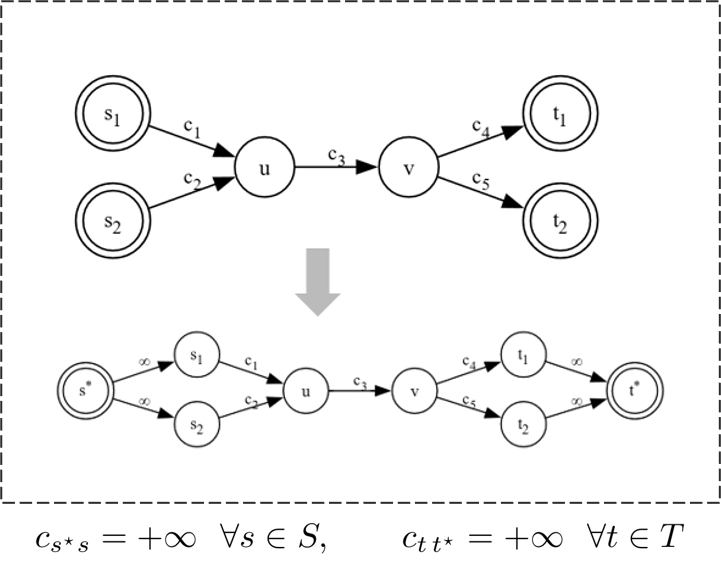 s₁ c₁ c₄ t₁
u c₃ v
s₂ c₂ c₅ t₂
∞ s₁ c₁ c₄ t₁ ∞
s* u c₃ v t*
∞ s₂ c₂ c₅ t₂ ∞
c_{s⋆s} = +∞ ∀s ∈ S, c_{tt⋆} = +∞ ∀t ∈ T